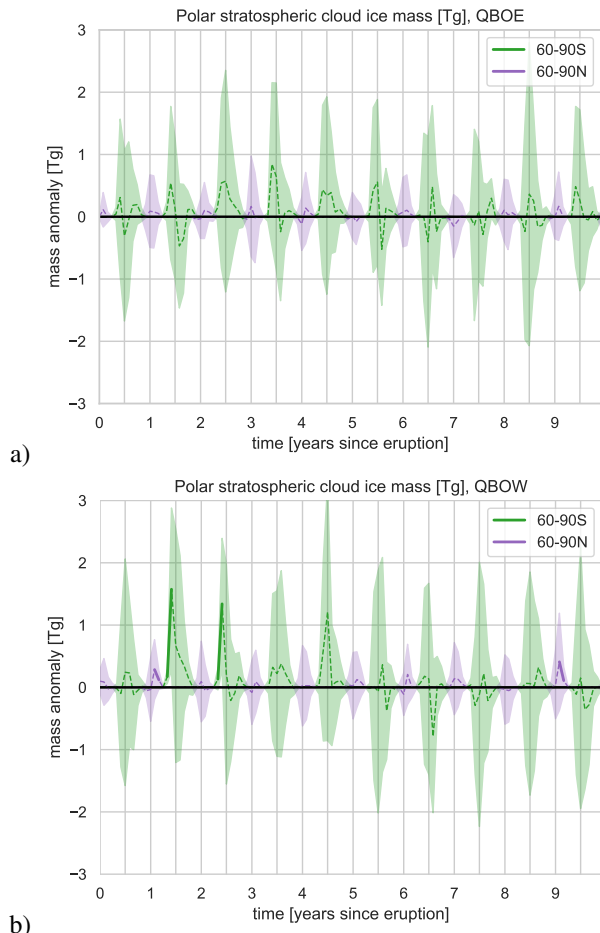 Polar stratospheric cloud ice mass [Tg], QBOE
3
2
1
0
−1
−2
−3
mass anomaly [Tg]
60-90S
60-90N
0 1 2 3 4 5 6 7 8 9
time [years since eruption]
a)
Polar stratospheric cloud ice mass [Tg], QBOW
3
2
1
0
−1
−2
−3
mass anomaly [Tg]
60-90S
60-90N
0 1 2 3 4 5 6 7 8 9
time [years since eruption]
b)